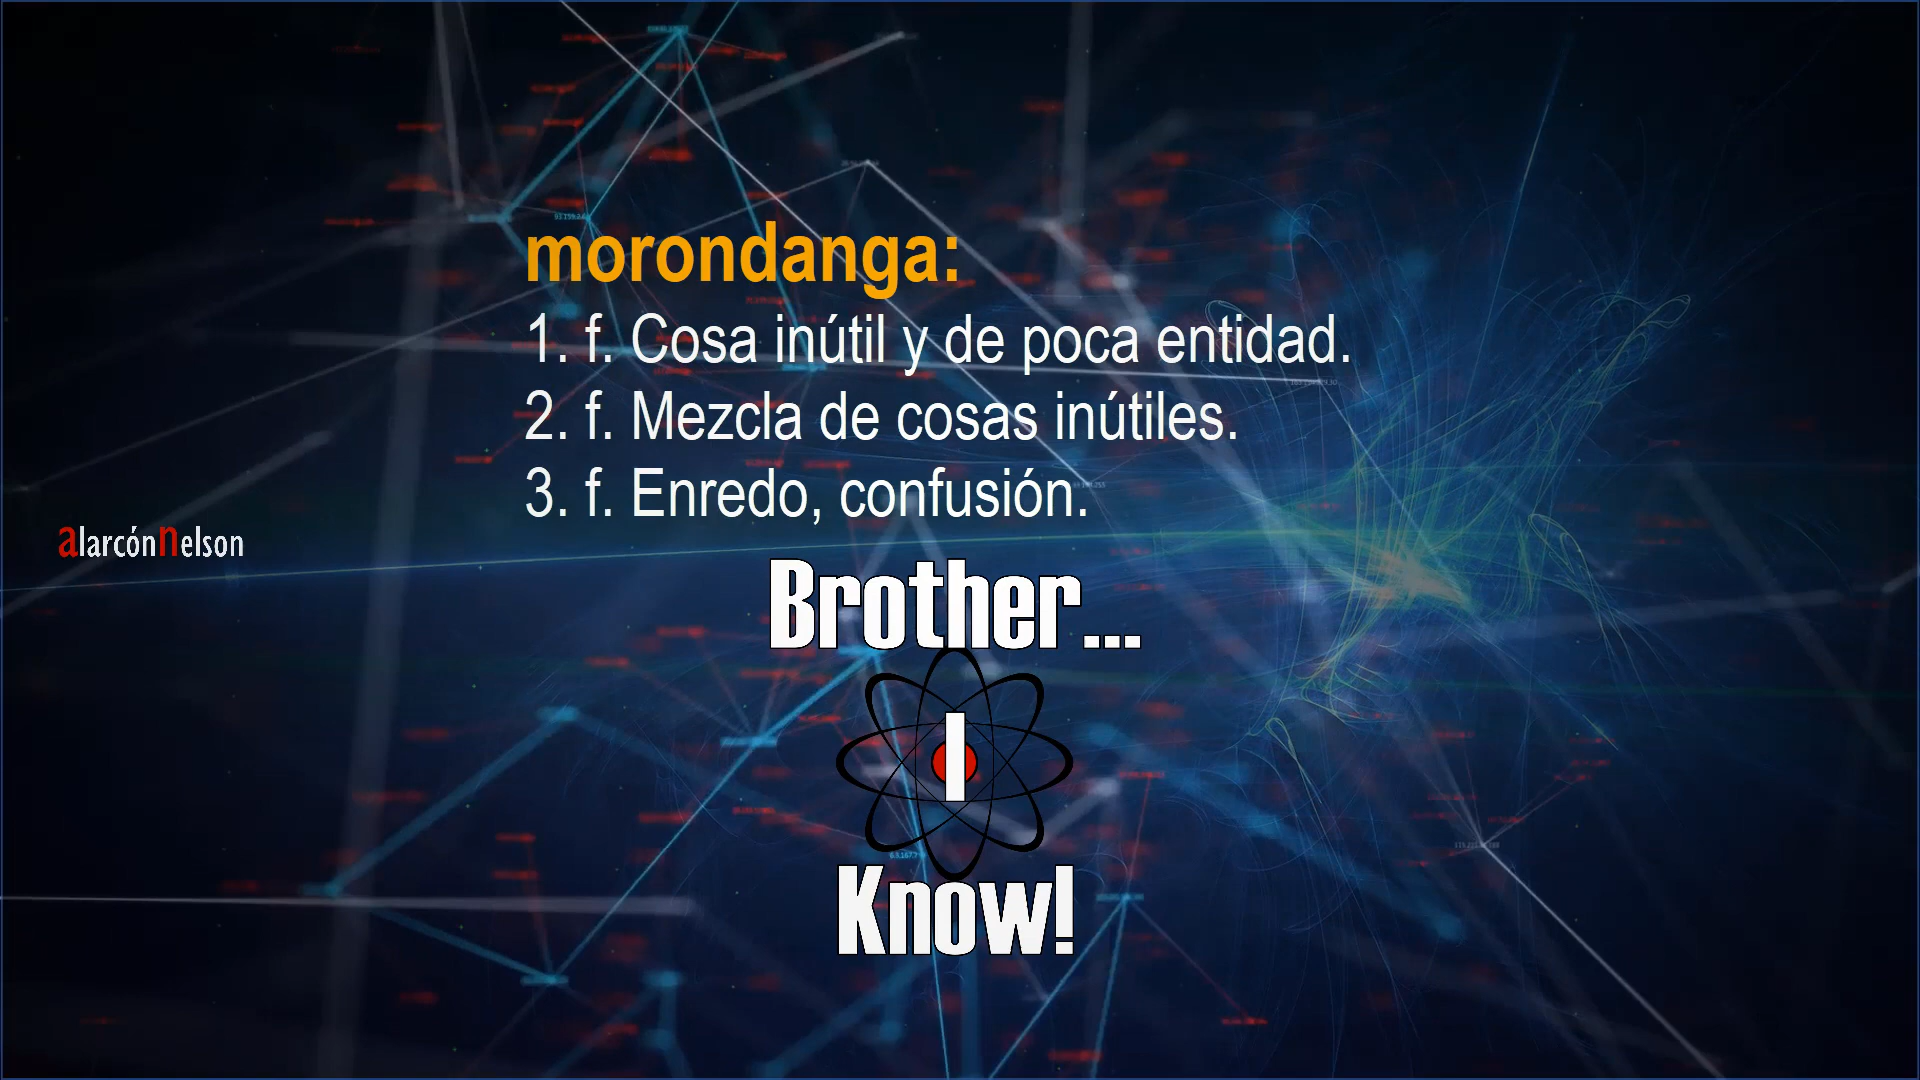 morondanga:
1. f. Cosa inútil y de poca entidad.
2. f. Mezcla de cosas inútiles.
3. f. Enredo, confusión.
alarcónnelson
Brother...
I
Know!